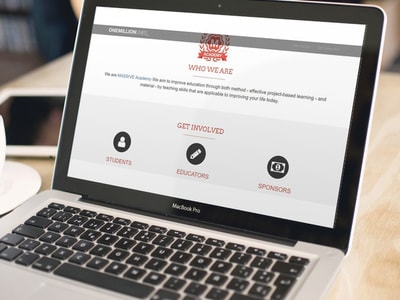 ONEMILLION
ACADEMY
WHO WE ARE
We are MASSIVE Academy We aim to improve education through both method - effective project-based learning - and
material - by teaching skills that are applicable to improving your life today.
GET INVOLVED
STUDENTS
EDUCATORS
SPONSORS
MacBook Pro